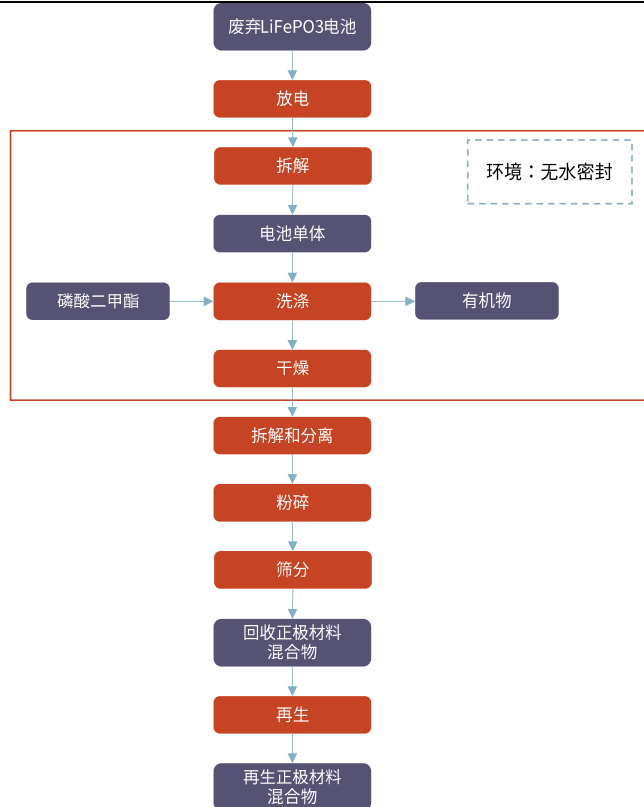 废弃LiFePO3电池
放电
拆解
环境：无水密封
电池单体
磷酸二甲酯
洗涤
有机物
干燥
拆解和分离
粉碎
筛分
回收正极材料
混合物
再生
再生正极材料
混合物